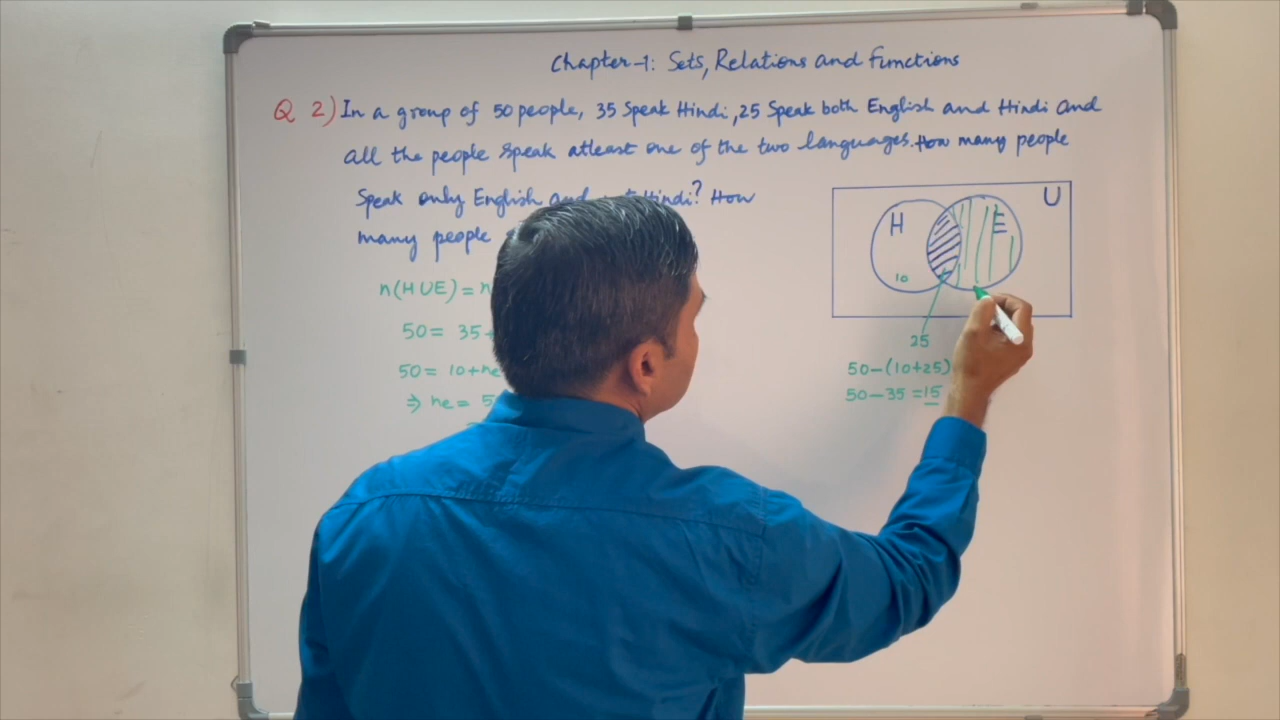 Chapter-1: Sets, Relations and Functions
Q 2) In a group of 50 people, 35 Speak Hindi, 25 Speak both English and Hindi and
all the people speak atleast one of the two languages. How many people
Speak only English and Hindi? How
many people
n(HUE) =
50 = 35 +
50 = 10 +
⇒ ne = 5
U
H
E
10
25
50-(10+25)
50-35 = 15